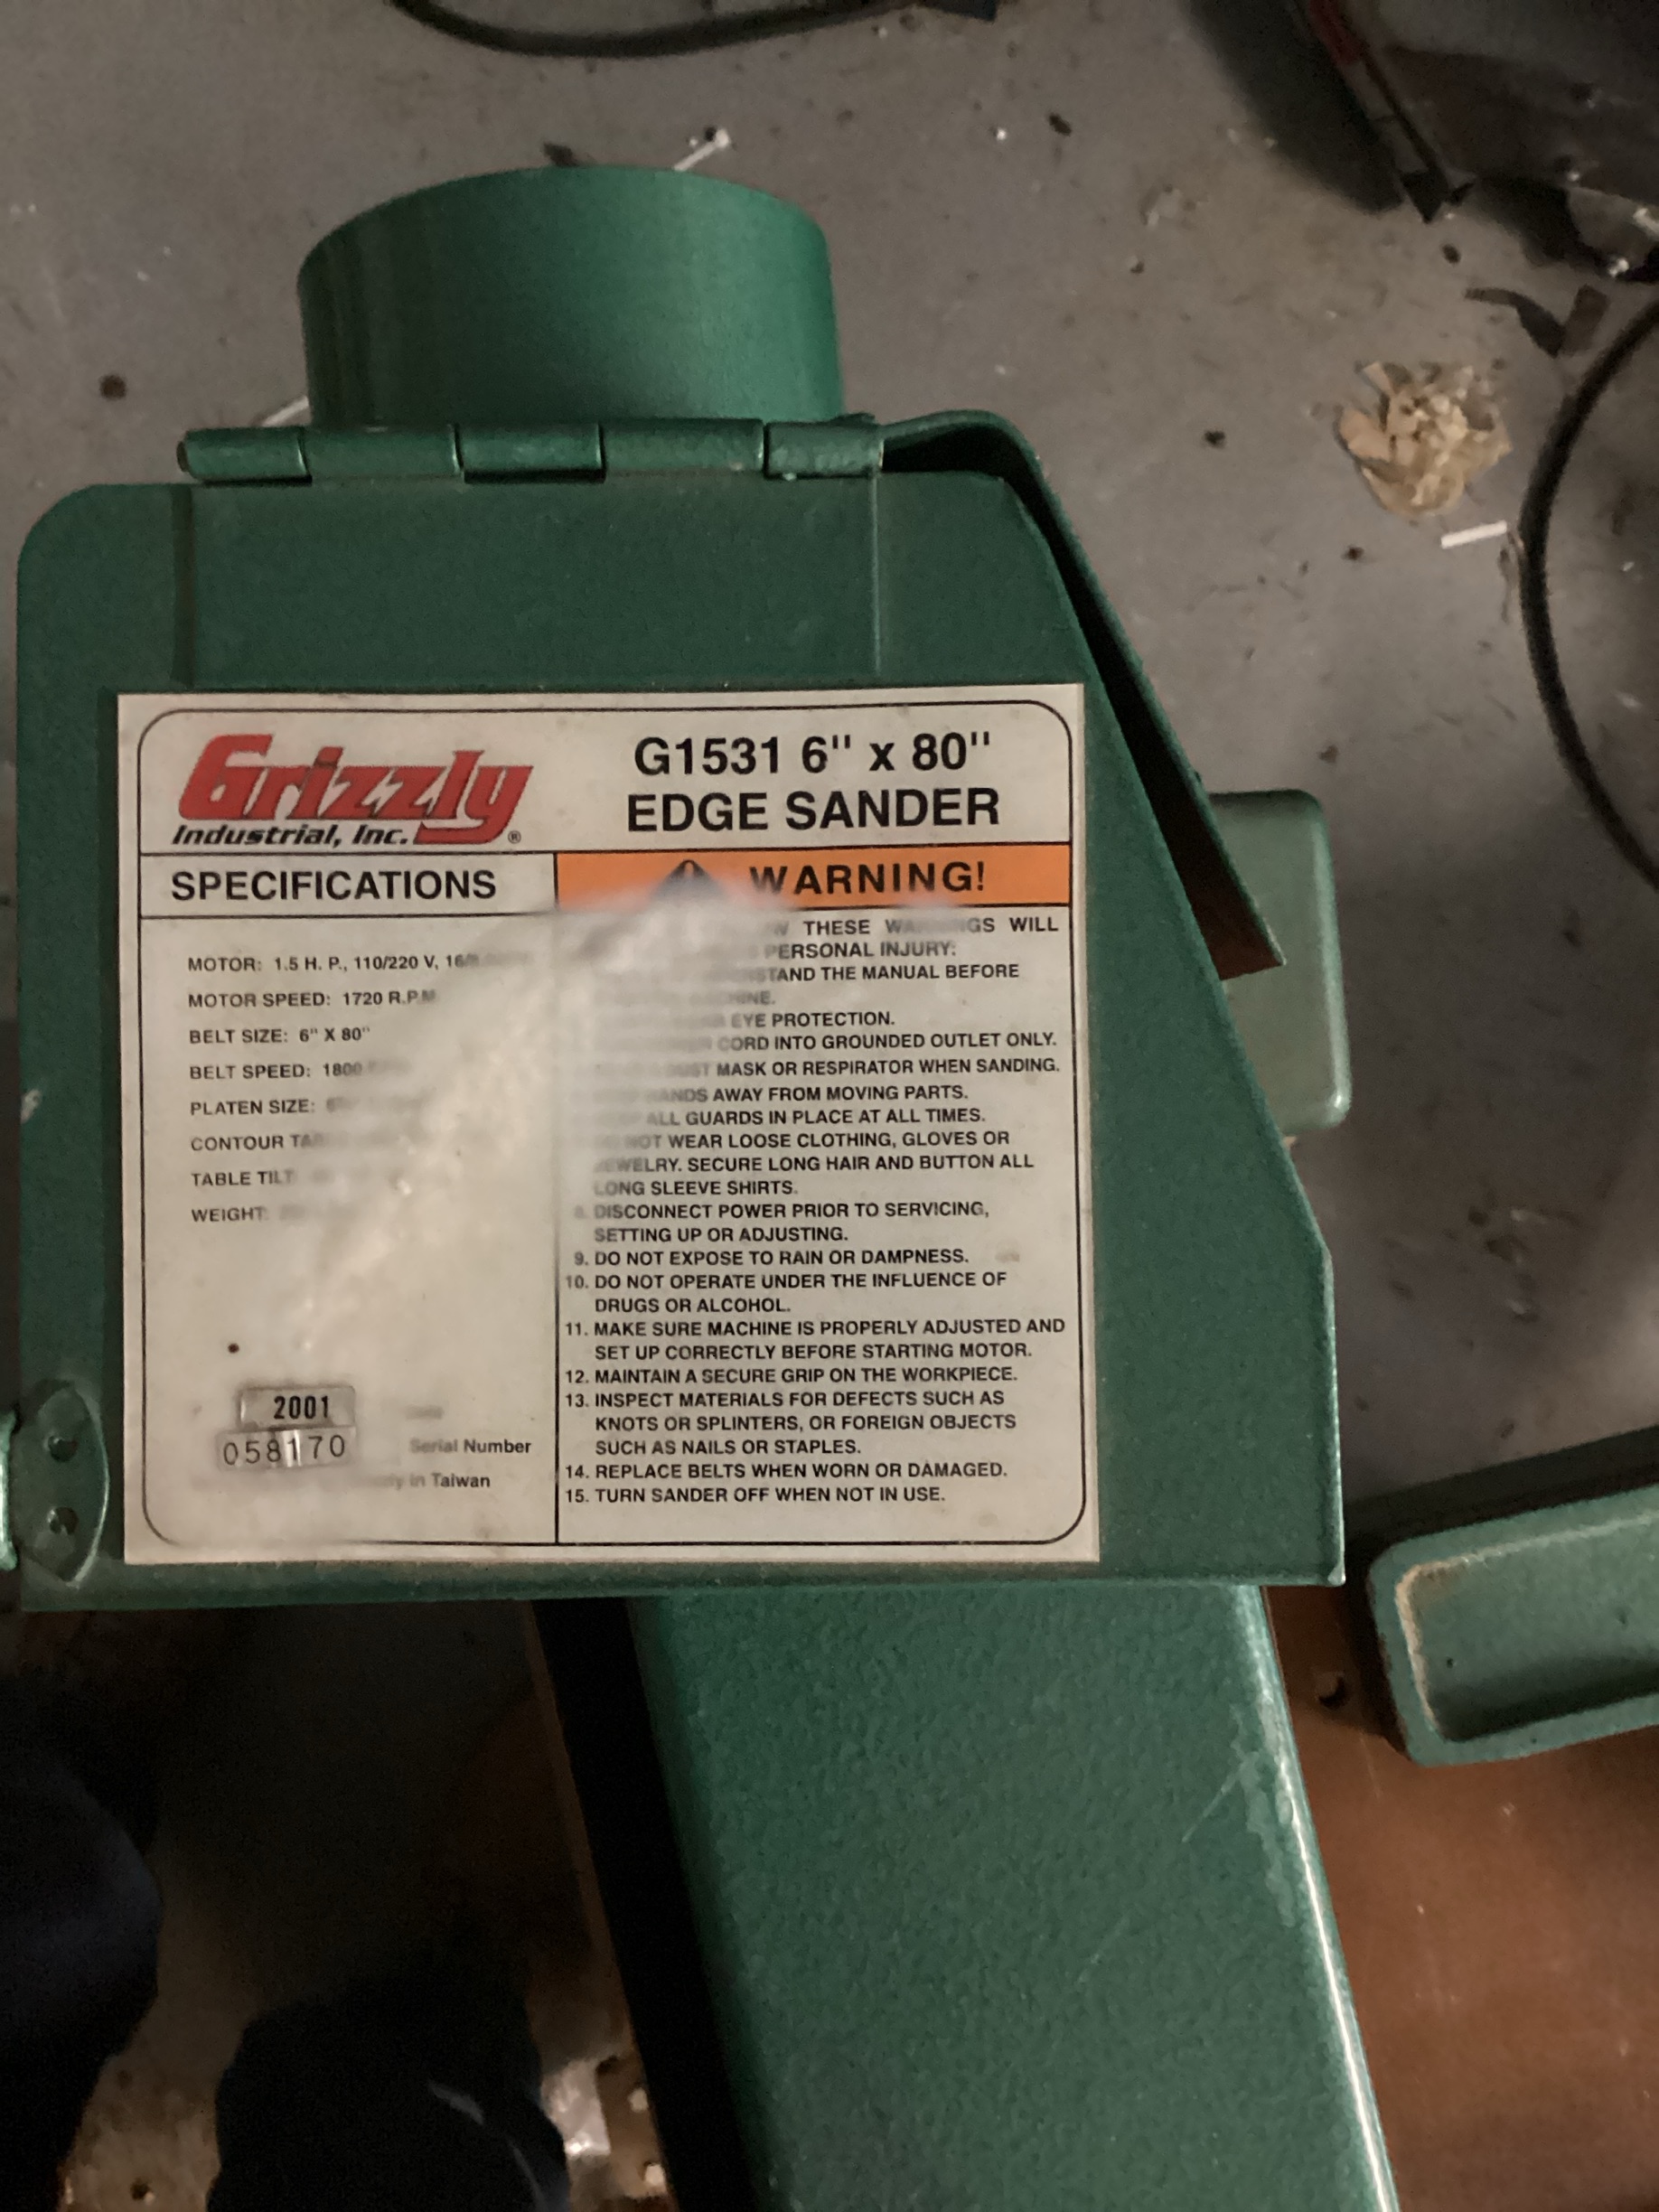 Grizzly
Industrial, Inc. ®
G1531 6" x 80"
EDGE SANDER
SPECIFICATIONS
MOTOR: 1.5 H. P., 110/220 V,
MOTOR SPEED: 1720 R.P.M
BELT SIZE: 6" X 80"
BELT SPEED: 1800
PLATEN SIZE:
CONTOUR
TABLE TILT
WEIGHT:
2001
058170
Serial Number
in Taiwan
WARNING!
THESE WARNINGS WILL
PERSONAL INJURY:
THE MANUAL BEFORE
EYE PROTECTION.
CORD INTO GROUNDED OUTLET ONLY.
MASK OR RESPIRATOR WHEN SANDING.
HANDS AWAY FROM MOVING PARTS.
ALL GUARDS IN PLACE AT ALL TIMES.
NOT WEAR LOOSE CLOTHING, GLOVES OR
JEWELRY. SECURE LONG HAIR AND BUTTON ALL
LONG SLEEVE SHIRTS.
8. DISCONNECT POWER PRIOR TO SERVICING,
SETTING UP OR ADJUSTING.
9. DO NOT EXPOSE TO RAIN OR DAMPNESS.
10. DO NOT OPERATE UNDER THE INFLUENCE OF
DRUGS OR ALCOHOL.
11. MAKE SURE MACHINE IS PROPERLY ADJUSTED AND
SET UP CORRECTLY BEFORE STARTING MOTOR.
12. MAINTAIN A SECURE GRIP ON THE WORKPIECE.
13. INSPECT MATERIALS FOR DEFECTS SUCH AS
KNOTS OR SPLINTERS, OR FOREIGN OBJECTS
SUCH AS NAILS OR STAPLES.
14. REPLACE BELTS WHEN WORN OR DAMAGED.
15. TURN SANDER OFF WHEN NOT IN USE.